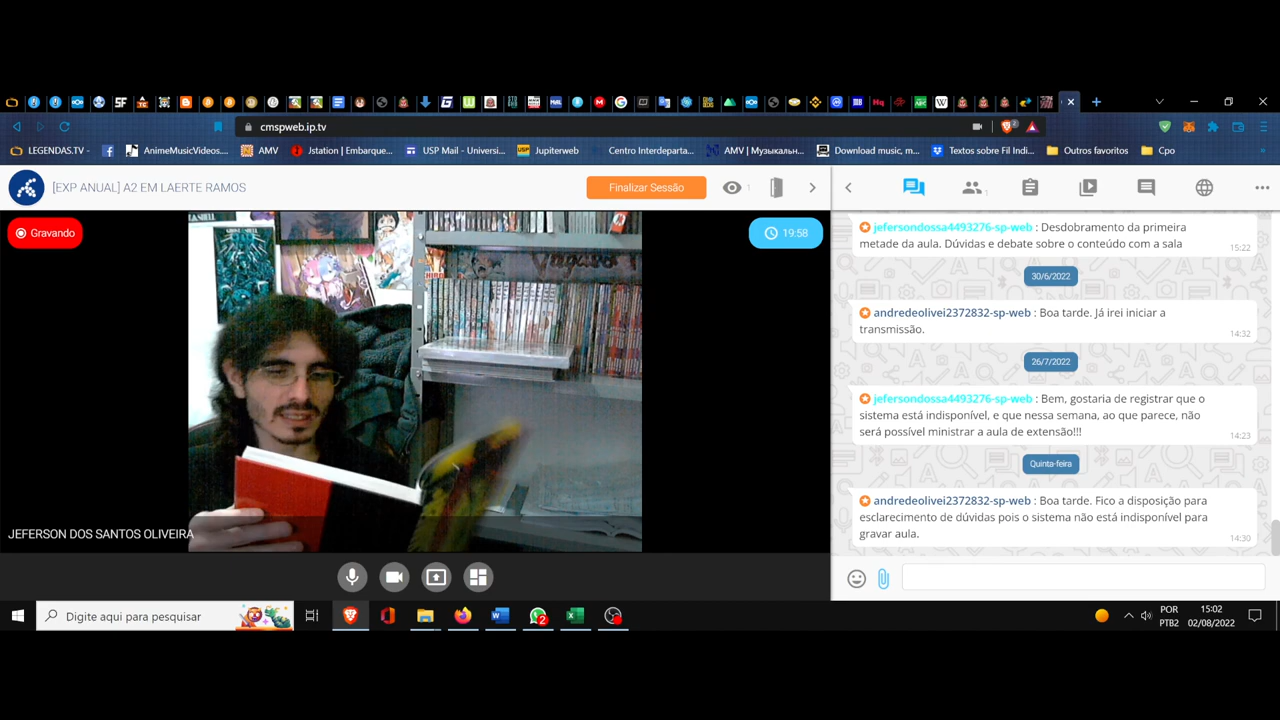 cmspweb.ip.tv
2
LEGENDAS.TV -
AnimeMusicVideos...
AMV
Jstation | Embarque...
USP Mail - Universi...
Jupiterweb
Centro Interdeparta...
AMV | Музыкальн...
Download music, m...
Textos sobre Fil Indi...
Outros favoritos
Cpo
[EXP ANUAL] A2 EM LAERTE RAMOS
Finalizar Sessão
1
1
Gravando
19:58
JEFERSON DOS SANTOS OLIVEIRA
jefersondossa4493276-sp-web : Desdobramento da primeira
metade da aula. Dúvidas e debate sobre o conteúdo com a sala
15:22
30/6/2022
andredeolivei2372832-sp-web : Boa tarde. Já irei iniciar a
transmissão.
14:32
26/7/2022
jefersondossa4493276-sp-web : Bem, gostaria de registrar que o
sistema está indisponível, e que nessa semana, ao que parece, não
será possível ministrar a aula de extensão!!!
14:23
Quinta-feira
andredeolivei2372832-sp-web : Boa tarde. Fico a disposição para
esclarecimento de dúvidas pois o sistema não está indisponível para
gravar aula.
14:30
Digite aqui para pesquisar
2
POR
PTB2
15:02
02/08/2022